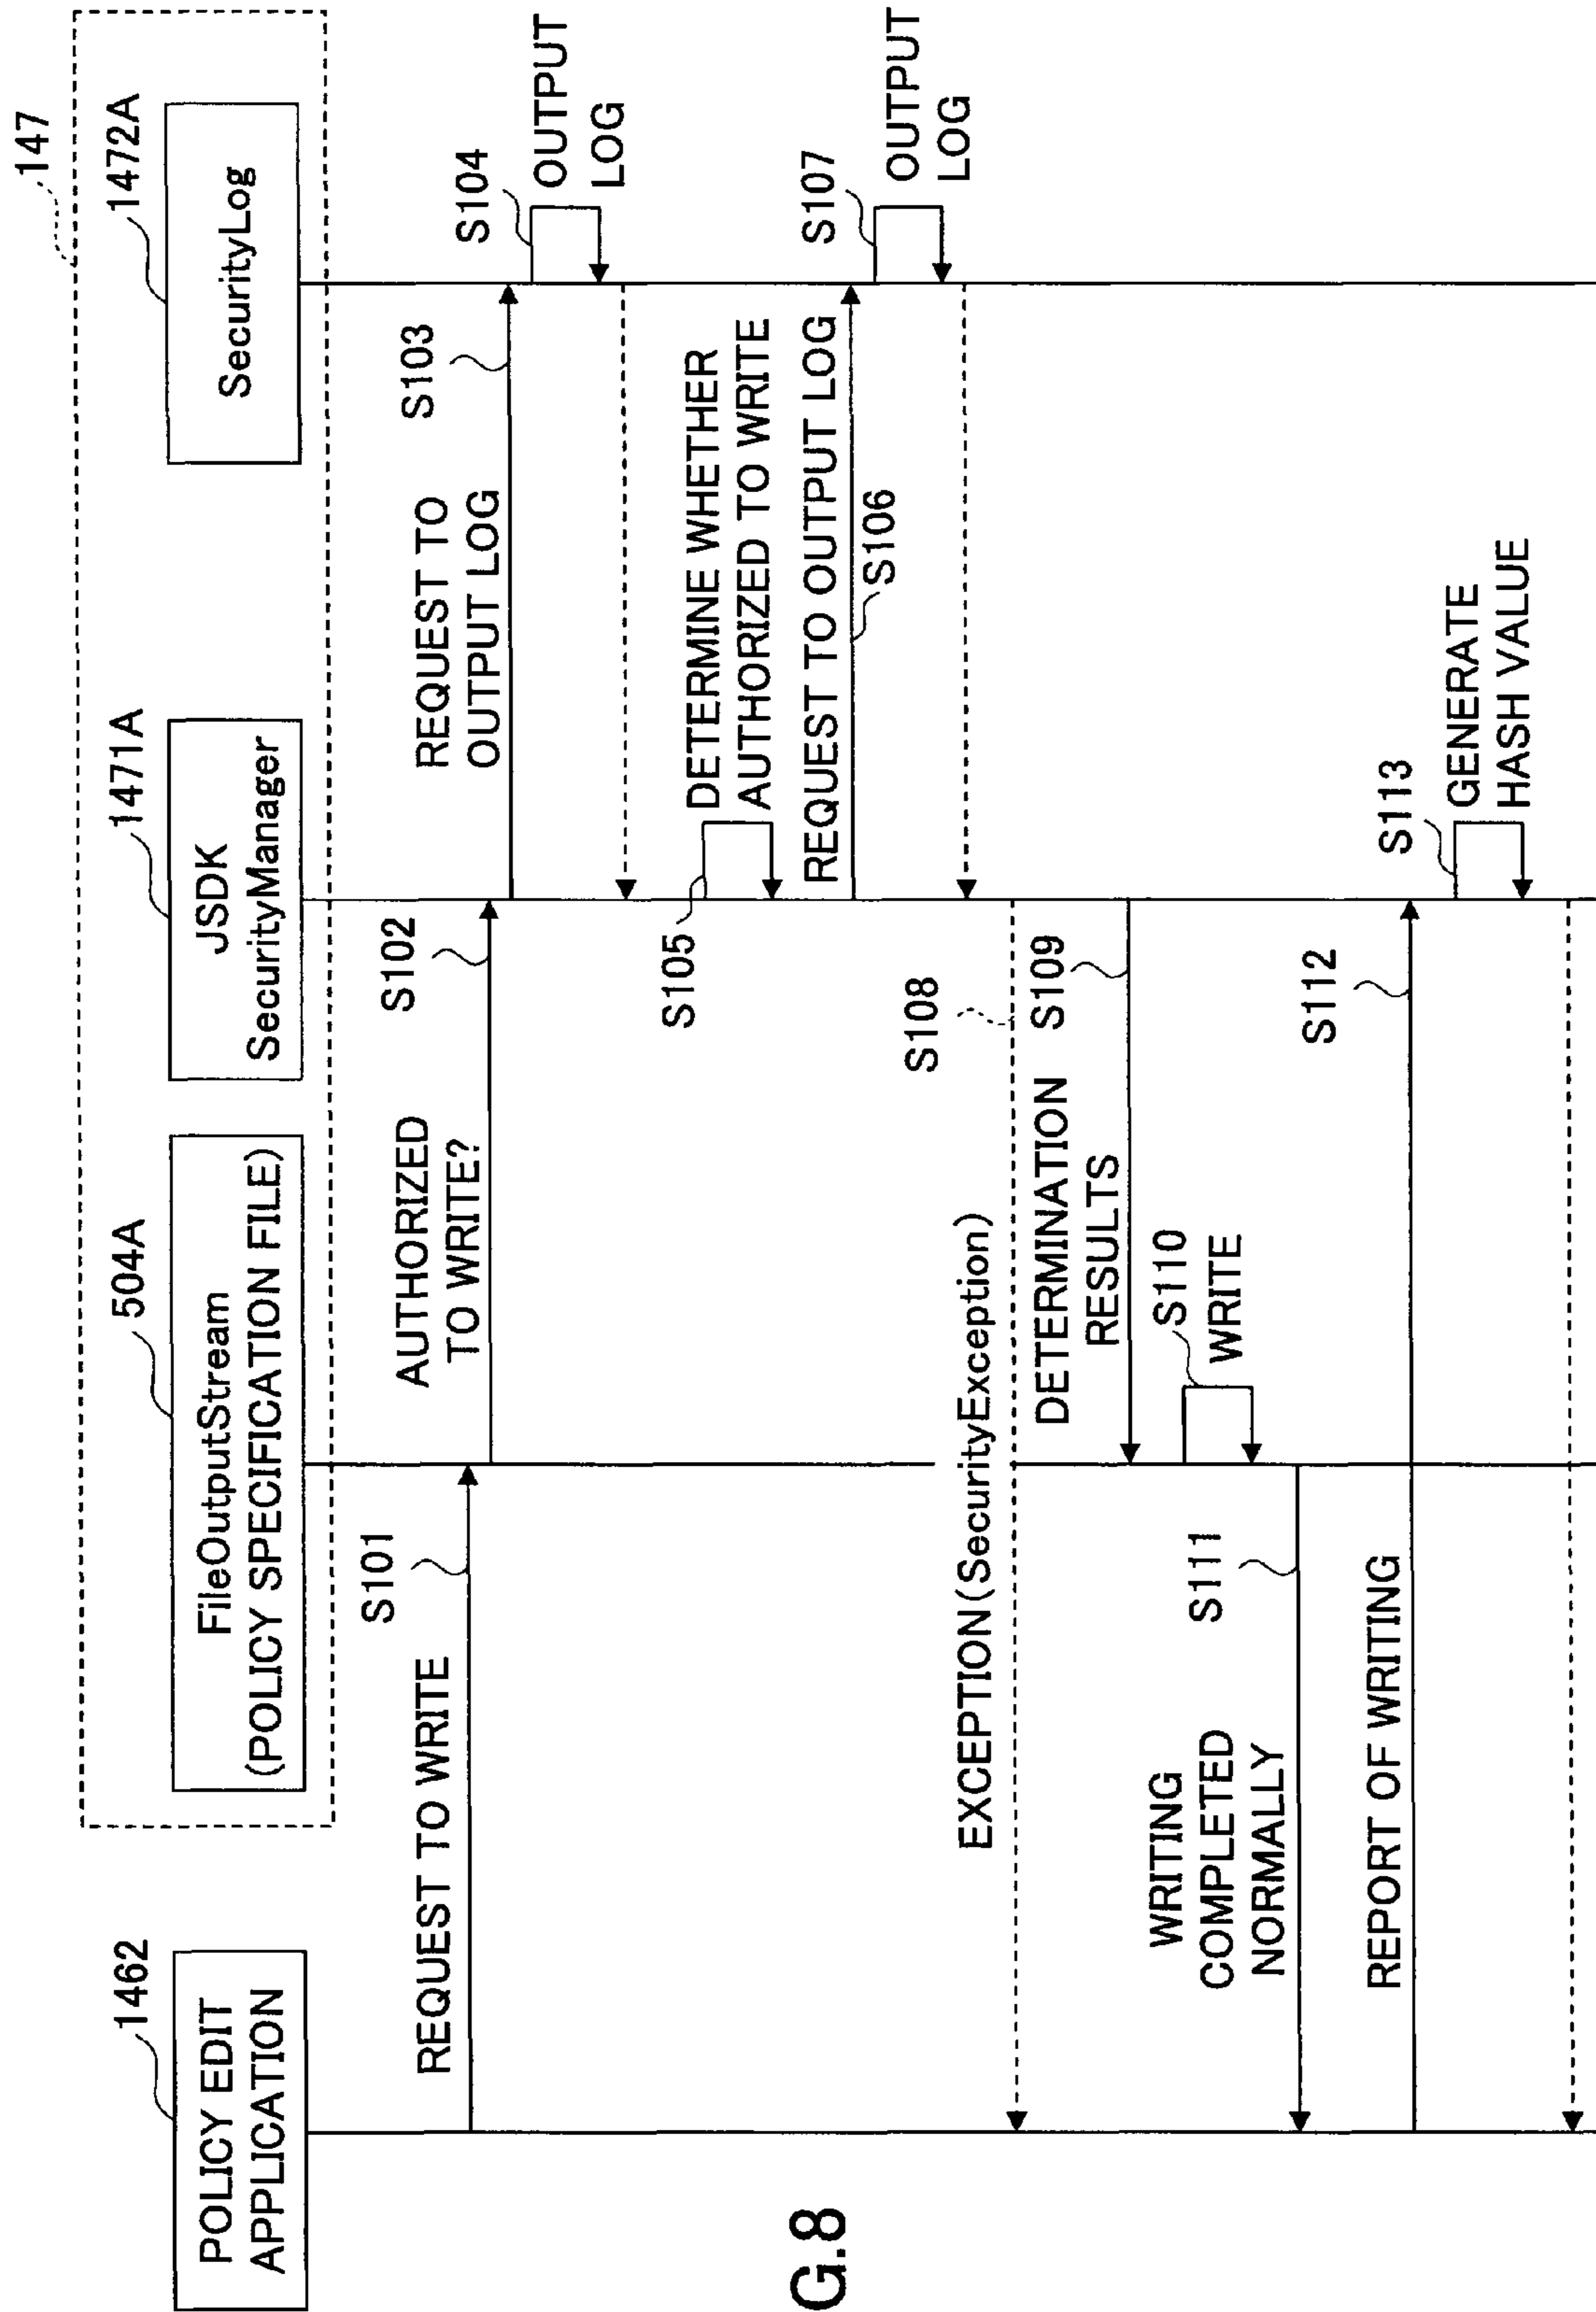 G.8
147
1462
504A
1471A
1472A
POLICY EDIT
APPLICATION
FileOutputStream
(POLICY SPECIFICATION FILE)
JSDK
SecurityManager
SecurityLog
REQUEST TO WRITE
S101
AUTHORIZED
TO WRITE?
S102
REQUEST TO
OUTPUT LOG
S103
S104
OUTPUT
LOG
S105
DETERMINE WHETHER
AUTHORIZED TO WRITE
REQUEST TO OUTPUT LOG
S106
S107
OUTPUT
LOG
EXCEPTION(SecurityException)
S108
DETERMINATION
RESULTS
S109
S110
WRITE
WRITING
COMPLETED
NORMALLY
S111
REPORT OF WRITING
S112
S113
GENERATE
HASH VALUE